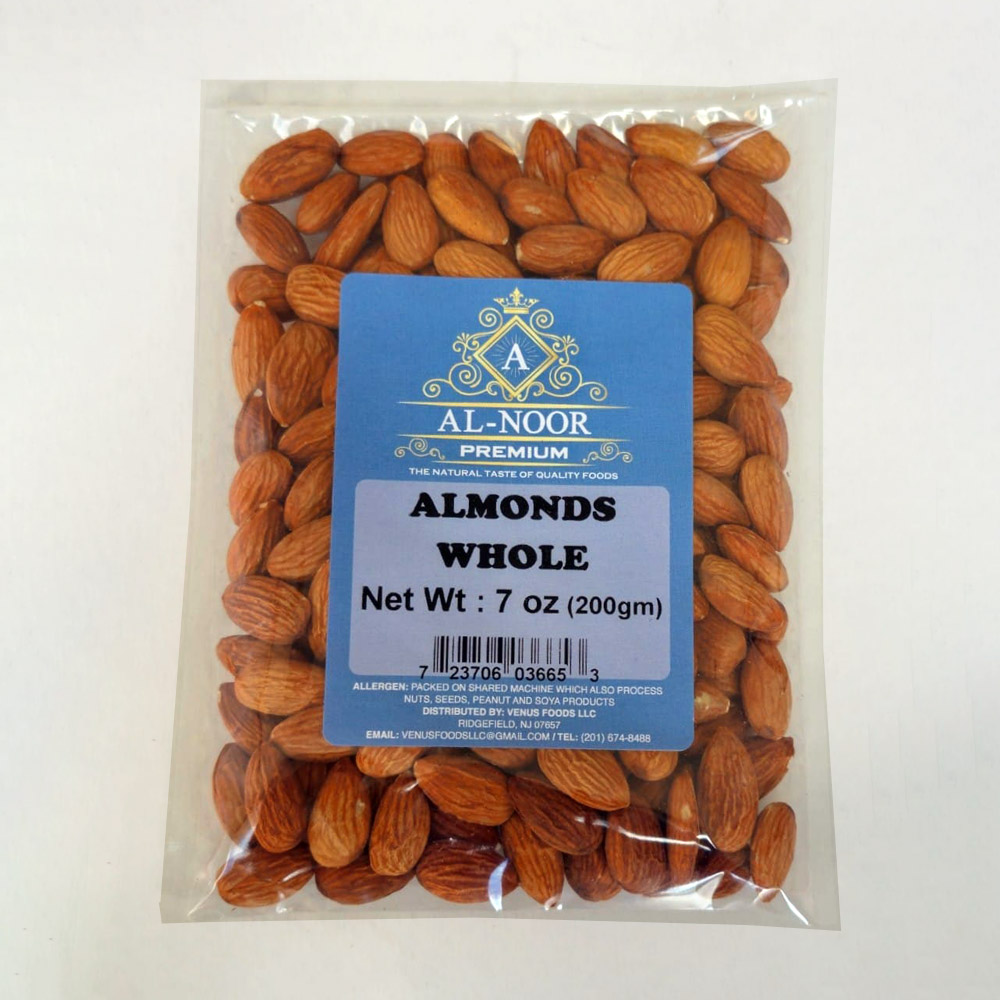 A
AL-NOOR
PREMIUM
THE NATURAL TASTE OF QUALITY FOODS
ALMONDS
WHOLE
Net Wt : 7 oz (200gm)
7 23706 03665 3
ALLERGEN: PACKED ON SHARED MACHINE WHICH ALSO PROCESS
NUTS, SEEDS, PEANUT AND SOYA PRODUCTS
DISTRIBUTED BY: VENUS FOODS LLC
RIDGEFIELD, NJ 07657
EMAIL: VENUSFOODSLLC@GMAIL.COM / TEL: (201) 674-8488